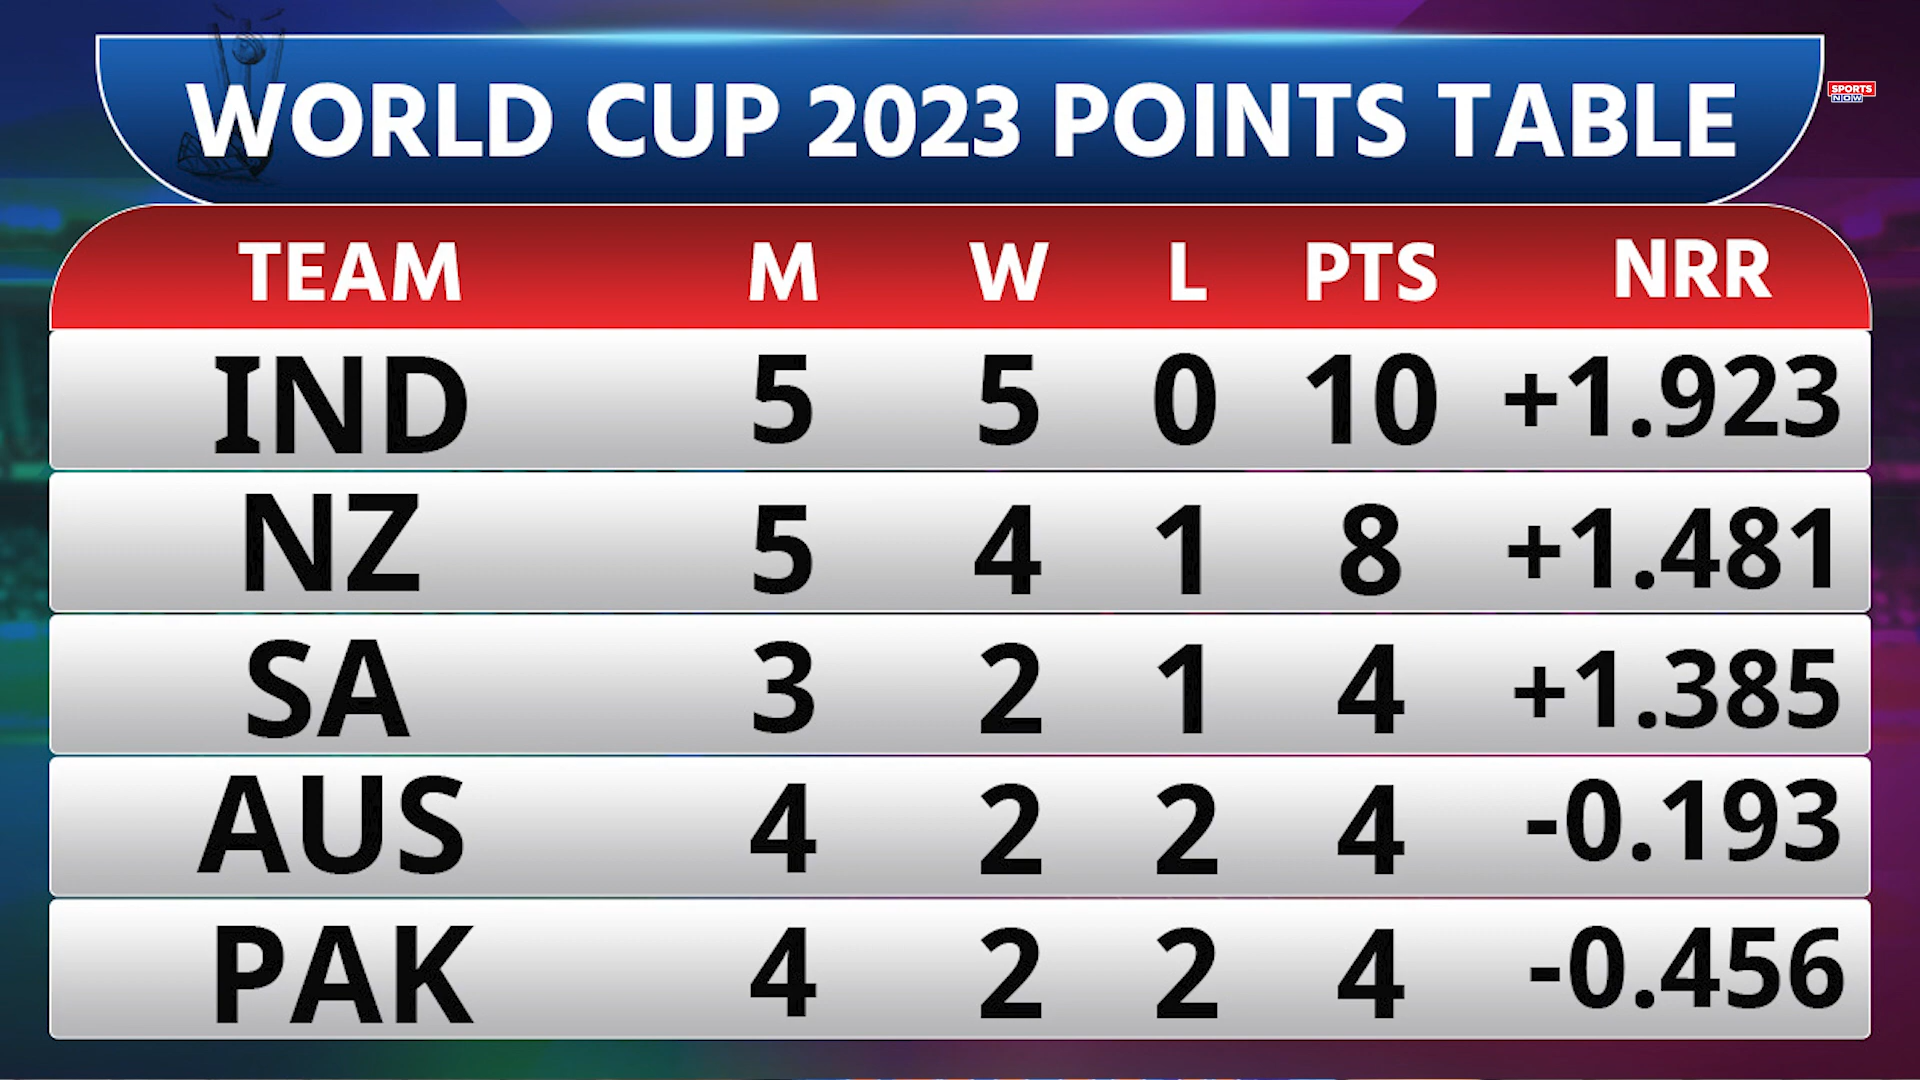 WORLD CUP 2023 POINTS TABLE
SPORTS
NOW
TEAM M W L PTS NRR
IND 5 5 0 10 +1.923
NZ 5 4 1 8 +1.481
SA 3 2 1 4 +1.385
AUS 4 2 2 4 -0.193
PAK 4 2 2 4 -0.456